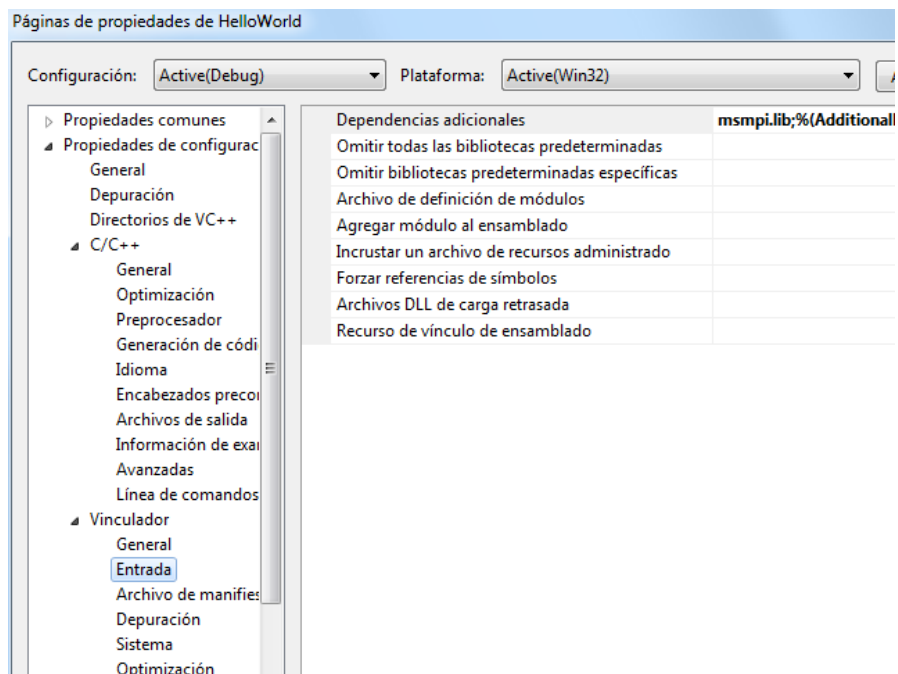 Páginas de propiedades de HelloWorld
Configuración: Active(Debug) Plataforma: Active(Win32)
Propiedades comunes
Propiedades de configurac
General
Depuración
Directorios de VC++
C/C++
General
Optimización
Preprocesador
Generación de códi
Idioma
Encabezados precor
Archivos de salida
Información de exar
Avanzadas
Línea de comandos
Vinculador
General
Entrada
Archivo de manifies
Depuración
Sistema
Optimización
Dependencias adicionales msmpi.lib;%(Additional
Omitir todas las bibliotecas predeterminadas
Omitir bibliotecas predeterminadas específicas
Archivo de definición de módulos
Agregar módulo al ensamblado
Incrustar un archivo de recursos administrado
Forzar referencias de símbolos
Archivos DLL de carga retrasada
Recurso de vínculo de ensamblado